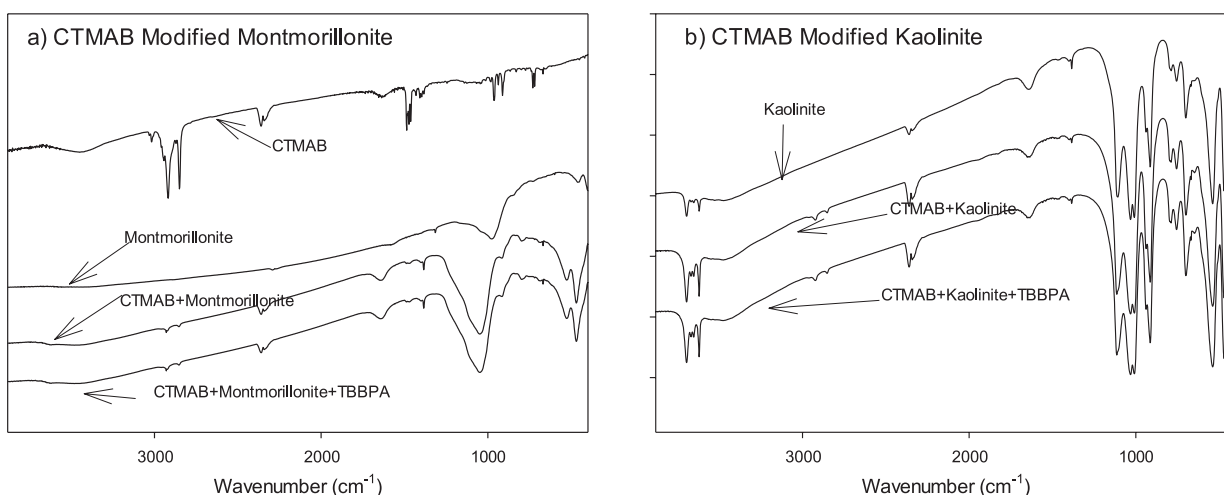 a) CTMAB Modified Montmorillonite
CTMAB
Montmorillonite
CTMAB+Montmorillonite
CTMAB+Montmorillonite+TBBPA
3000
2000
1000
Wavenumber (cm-1)
b) CTMAB Modified Kaolinite
Kaolinite
CTMAB+Kaolinite
CTMAB+Kaolinite+TBBPA
3000
2000
1000
Wavenumber (cm-1)